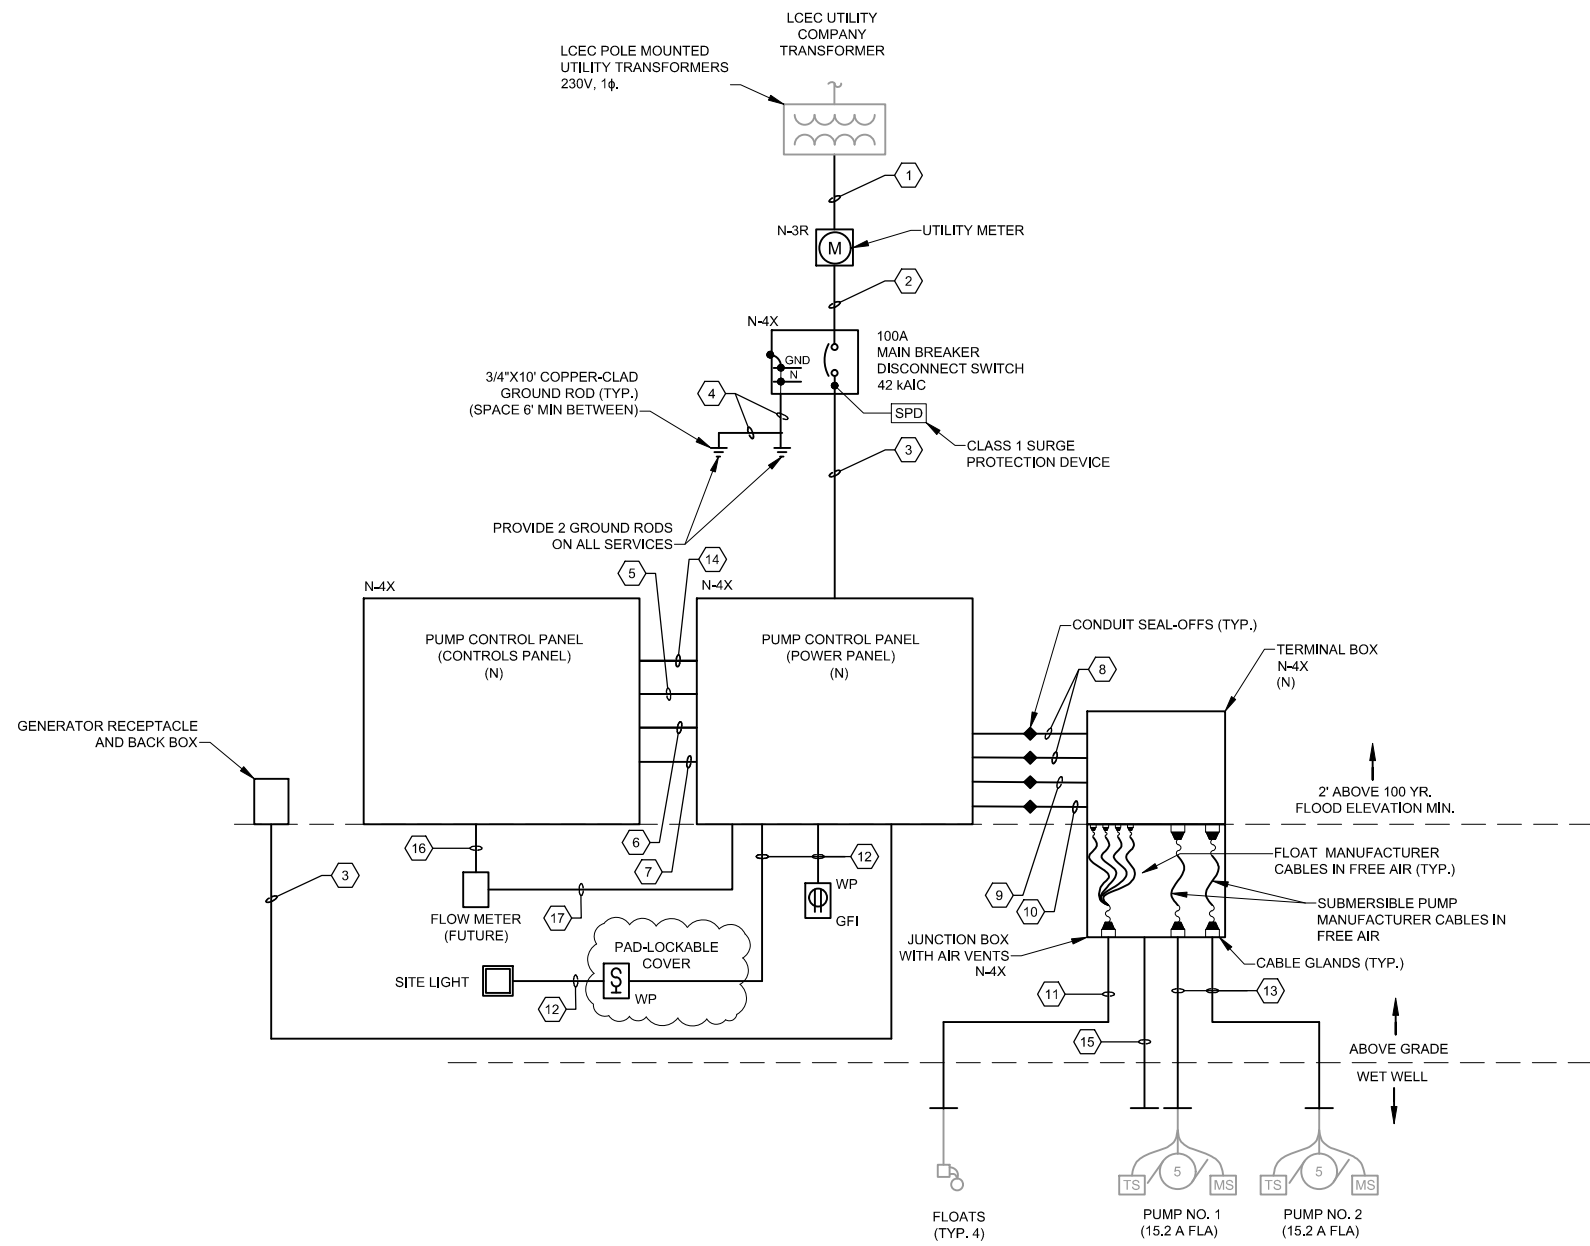 LCEC UTILITY
COMPANY
TRANSFORMER
LCEC POLE MOUNTED
UTILITY TRANSFORMERS
230V, 1ϕ.
1
N-3R
M
UTILITY METER
2
N-4X
GND
N
100A
MAIN BREAKER
DISCONNECT SWITCH
42 kAIC
3/4"X10' COPPER-CLAD
GROUND ROD (TYP.)
(SPACE 6' MIN BETWEEN)
4
SPD
CLASS 1 SURGE
PROTECTION DEVICE
3
PROVIDE 2 GROUND RODS
ON ALL SERVICES
14
5
N-4X
N-4X
PUMP CONTROL PANEL
(CONTROLS PANEL)
(N)
PUMP CONTROL PANEL
(POWER PANEL)
(N)
CONDUIT SEAL-OFFS (TYP.)
8
TERMINAL BOX
N-4X
(N)
GENERATOR RECEPTACLE
AND BACK BOX
2' ABOVE 100 YR.
FLOOD ELEVATION MIN.
6
7
16
12
3
9
10
FLOAT MANUFACTURER
CABLES IN FREE AIR (TYP.)
WP
GFI
17
FLOW METER
(FUTURE)
SUBMERSIBLE PUMP
MANUFACTURER CABLES IN
FREE AIR
JUNCTION BOX
WITH AIR VENTS
N-4X
CABLE GLANDS (TYP.)
PAD-LOCKABLE
COVER
SITE LIGHT
S
WP
12
11
13
15
ABOVE GRADE
WET WELL
TS
5
MS
TS
5
MS
FLOATS
(TYP. 4)
PUMP NO. 1
(15.2 A FLA)
PUMP NO. 2
(15.2 A FLA)